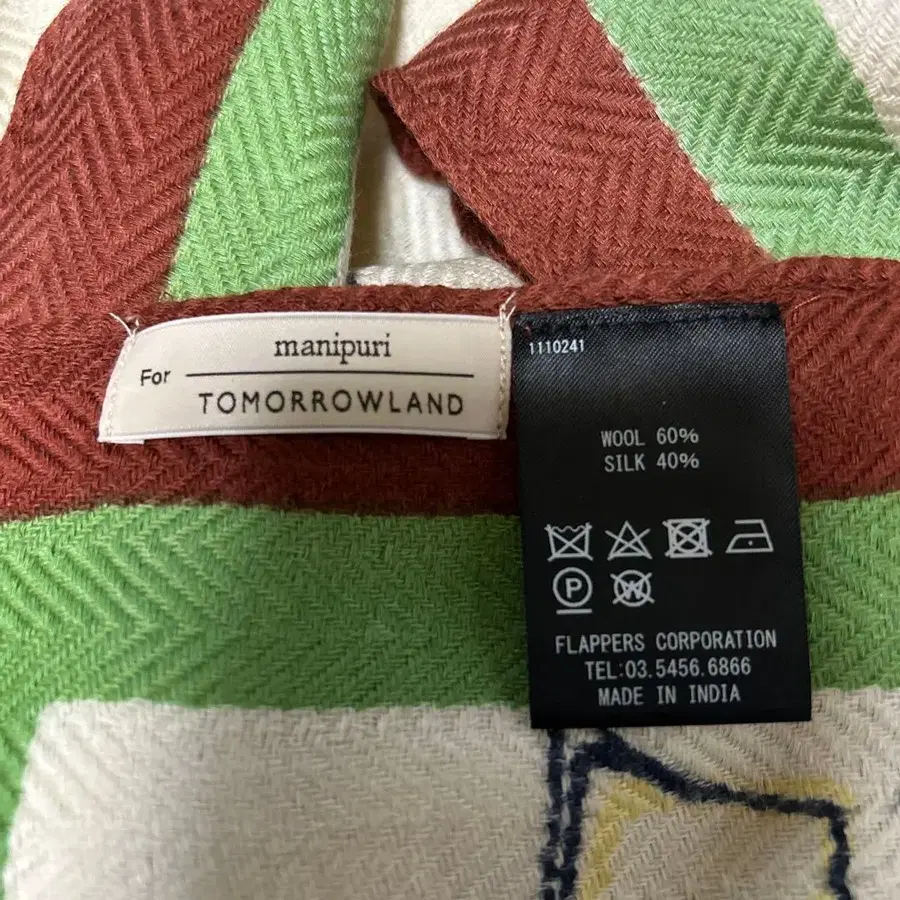 manipuri
For
TOMORROWLAND
1110241
WOOL 60%
SILK 40%
P W
FLAPPERS CORPORATION
TEL:03.5456.6866
MADE IN INDIA